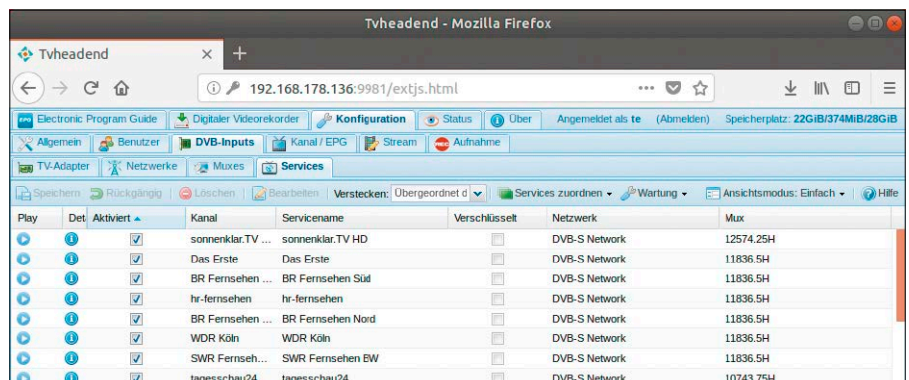 Tvheadend - Mozilla Firefox
Tvheadend
192.168.178.136:9981/extjs.html
Electronic Program Guide Digitaler Videorekorder Konfiguration Status Über Angemeldet als te (Abmelden) Speicherplatz: 22GiB/374MiB/28GiB
Allgemein Benutzer DVB-Inputs Kanal / EPG Stream Aufnahme
TV-Adapter Netzwerke Muxes Services
Speichern Rückgängig Löschen Bearbeiten Verstecken: Übergeordnet d Services zuordnen Wartung Ansichtsmodus: Einfach Hilfe
Play Det Aktiviert Kanal Servicename Verschlüsselt Netzwerk Mux
sonnenklar.TV ... sonnenklar.TV HD DVB-S Network 12574.25H
Das Erste Das Erste DVB-S Network 11836.5H
BR Fernsehen ... BR Fernsehen Süd DVB-S Network 11836.5H
hr-fernsehen hr-fernsehen DVB-S Network 11836.5H
BR Fernsehen ... BR Fernsehen Nord DVB-S Network 11836.5H
WDR Köln WDR Köln DVB-S Network 11836.5H
SWR Fernseh... SWR Fernsehen BW DVB-S Network 11836.5H
tagesschau24 tagesschau24 DVB-S Network 10743.75H